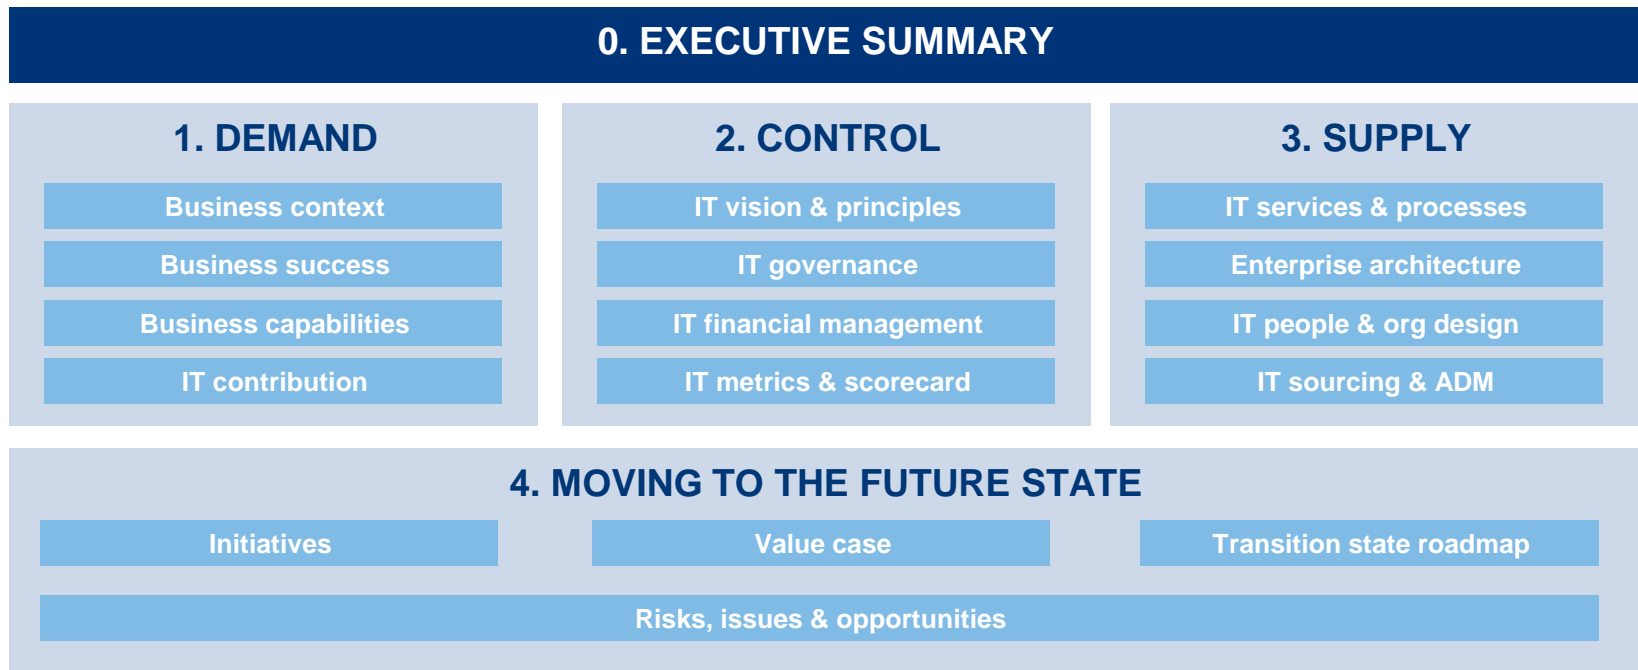 0. EXECUTIVE SUMMARY
1. DEMAND
Business context
Business success
Business capabilities
IT contribution
2. CONTROL
IT vision & principles
IT governance
IT financial management
IT metrics & scorecard
3. SUPPLY
IT services & processes
Enterprise architecture
IT people & org design
IT sourcing & ADM
4. MOVING TO THE FUTURE STATE
Initiatives
Value case
Transition state roadmap
Risks, issues & opportunities